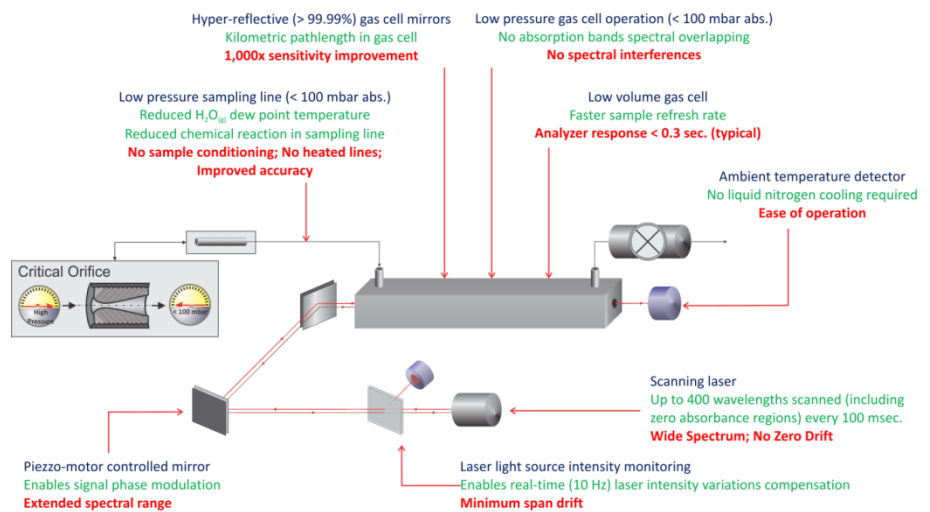 Hyper-reflective (> 99.99%) gas cell mirrors
Kilometric pathlength in gas cell
1,000x sensitivity improvement
Low pressure gas cell operation (< 100 mbar abs.)
No absorption bands spectral overlapping
No spectral interferences
Low pressure sampling line (< 100 mbar abs.)
Reduced H₂O₍g₎ dew point temperature
Reduced chemical reaction in sampling line
No sample conditioning; No heated lines;
Improved accuracy
Low volume gas cell
Faster sample refresh rate
Analyzer response < 0.3 sec. (typical)
Ambient temperature detector
No liquid nitrogen cooling required
Ease of operation
Critical Orifice
High
Pressure
< 100 mbar
Scanning laser
Up to 400 wavelengths scanned (including
zero absorbance regions) every 100 msec.
Wide Spectrum; No Zero Drift
Piezzo-motor controlled mirror
Enables signal phase modulation
Extended spectral range
Laser light source intensity monitoring
Enables real-time (10 Hz) laser intensity variations compensation
Minimum span drift